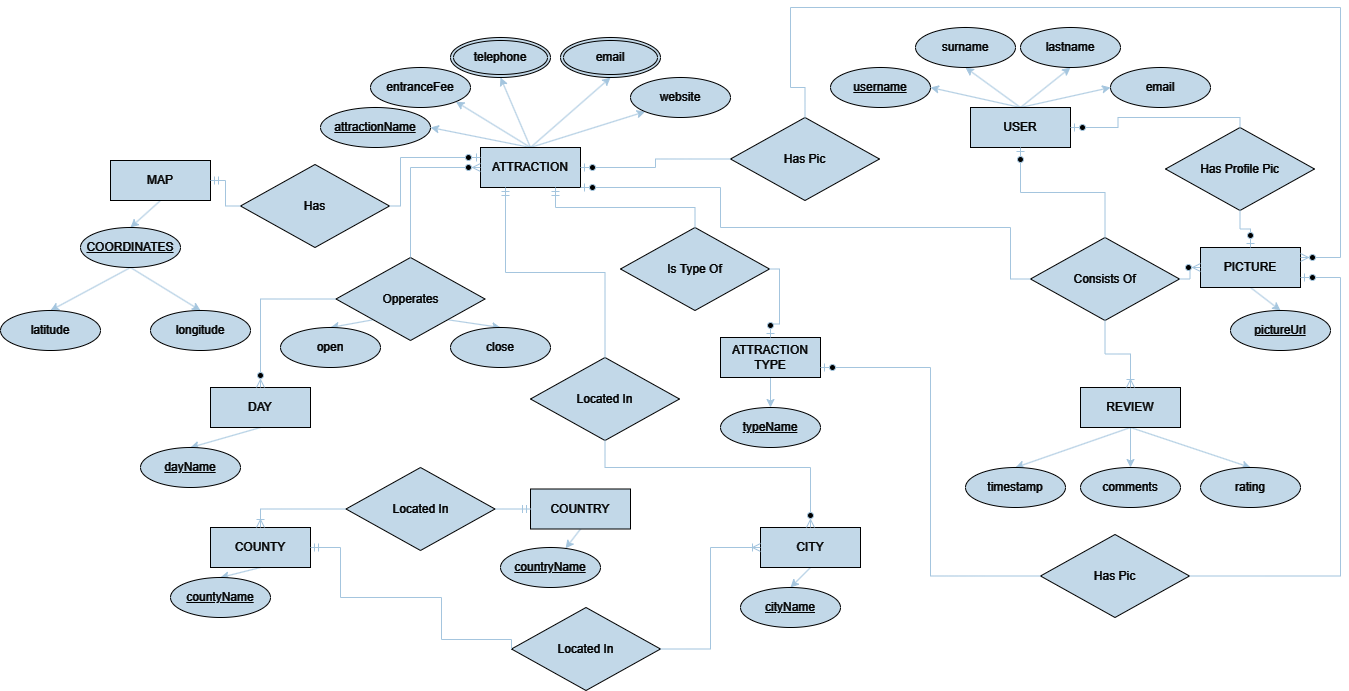 surname
lastname
telephone
email
username
email
entranceFee
website
attractionName
USER
ATTRACTION
Has Pic
Has Profile Pic
MAP
Has
COORDINATES
Is Type Of
Consists Of
PICTURE
latitude
longitude
Opperates
pictureUrl
open
close
ATTRACTION
TYPE
DAY
Located In
REVIEW
typeName
dayName
timestamp
comments
rating
Located In
COUNTRY
COUNTY
CITY
countryName
Has Pic
countyName
cityName
Located In